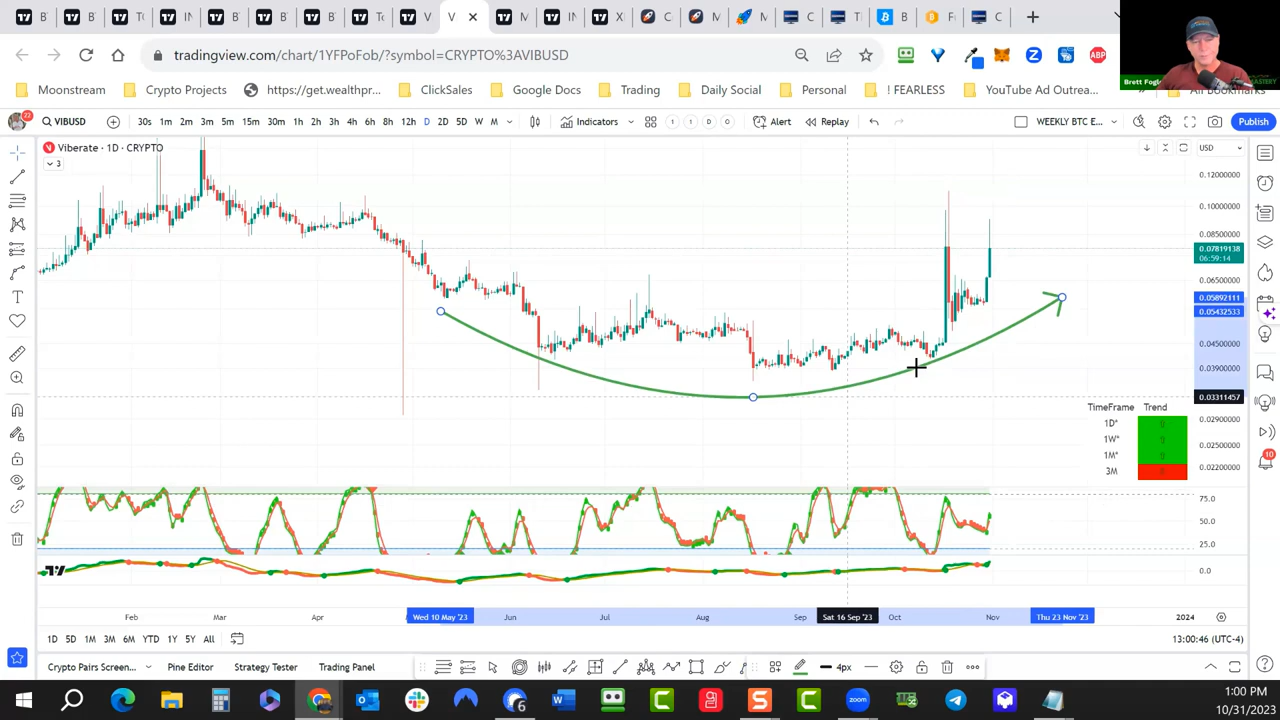 V
tradingview.com/chart/1YFPoFob/?symbol=CRYPTO%3AVIBUSD
Brett Fogle
Moonstream
Crypto Projects
https://get.wealthpr...
ClickSales
Google Docs
Trading
Daily Social
Personal
! FEARLESS
YouTube Ad Outrea...
All Bookmarks
22
VIBUSD
30s 1m 2m 3m 5m 15m 30m 1h 2h 3h 4h 6h 8h 12h D 2D 5D W M
Indicators
Alert
Replay
WEEKLY BTC E...
Publish
Viberate · 1D · CRYPTO
3
USD
0.12000000
0.10000000
0.08500000
0.07819138
06:59:14
0.06500000
0.05892111
0.05432533
0.04500000
0.03900000
0.03311457
0.02900000
0.02500000
0.02200000
TimeFrame Trend
1D*
1W*
1M*
3M
75.0
50.0
25.0
0.0
Feb
Mar
Apr
Wed 10 May '23
Jun
Jul
Aug
Sep
Sat 16 Sep '23
Oct
Nov
Thu 23 Nov '23
2024
1D 5D 1M 3M 6M YTD 1Y 5Y All
13:00:46 (UTC-4)
Crypto Pairs Screen...
Pine Editor
Strategy Tester
Trading Panel
4px
10
6
1:00 PM
10/31/2023